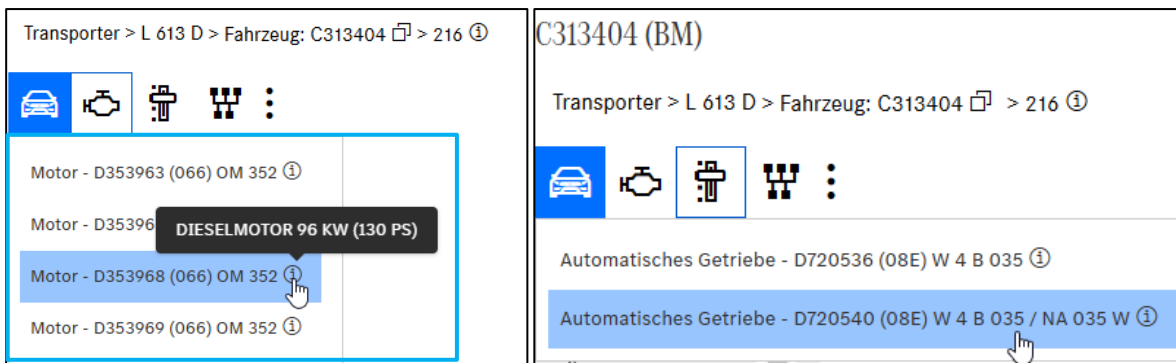 Transporter > L 613 D > Fahrzeug: C313404 > 216
Motor - D353963 (066) OM 352
Motor - D35396
DIESELMOTOR 96 KW (130 PS)
Motor - D353968 (066) OM 352
Motor - D353969 (066) OM 352
C313404 (BM)
Transporter > L 613 D > Fahrzeug: C313404 > 216
Automatisches Getriebe - D720536 (08E) W 4 B 035
Automatisches Getriebe - D720540 (08E) W 4 B 035 / NA 035 W